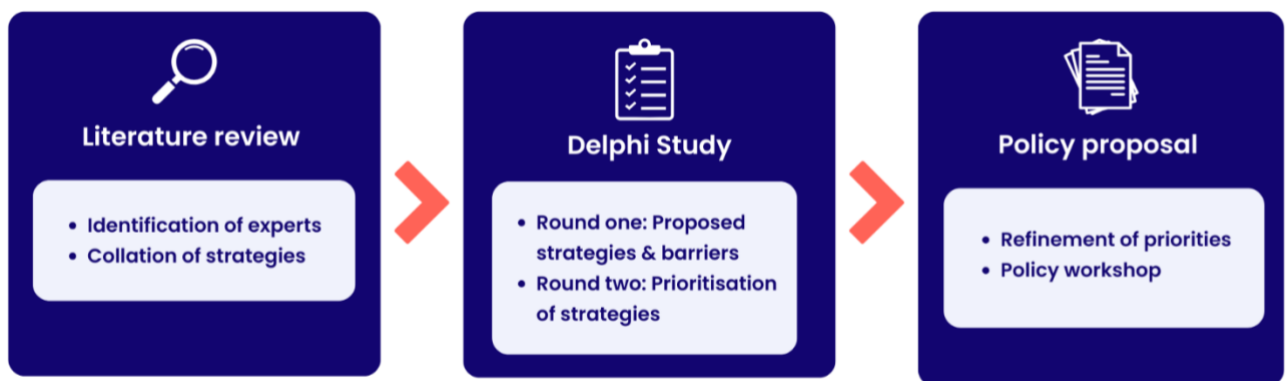 Literature review
• Identification of experts
• Collation of strategies
Delphi Study
• Round one: Proposed
strategies & barriers
• Round two: Prioritisation
of strategies
Policy proposal
• Refinement of priorities
• Policy workshop